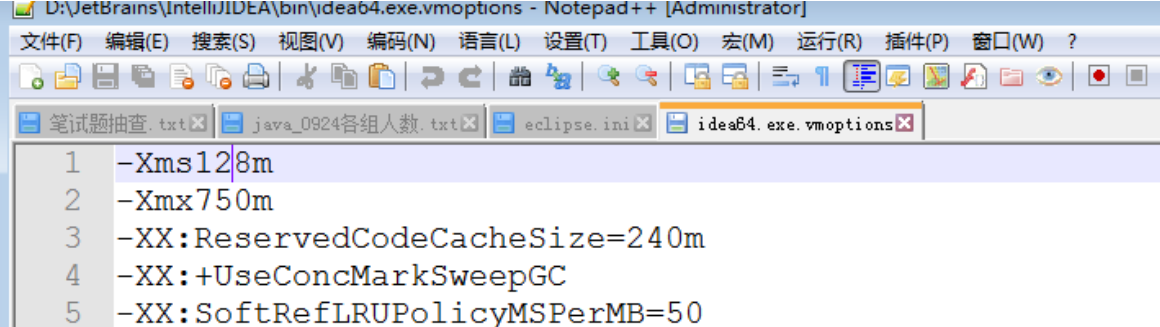 D:\JetBrains\IntelliJIDEA\bin\idea64.exe.vmoptions - Notepad++ [Administrator]
文件(F) 编辑(E) 搜索(S) 视图(V) 编码(N) 语言(L) 设置(T) 工具(O) 宏(M) 运行(R) 插件(P) 窗口(W) ?
笔试题抽查.txt java_0924各组人数.txt eclipse.ini idea64.exe.vmoptions
1 -Xms128m
2 -Xmx750m
3 -XX:ReservedCodeCacheSize=240m
4 -XX:+UseConcMarkSweepGC
5 -XX:SoftRefLRUPolicyMSPerMB=50